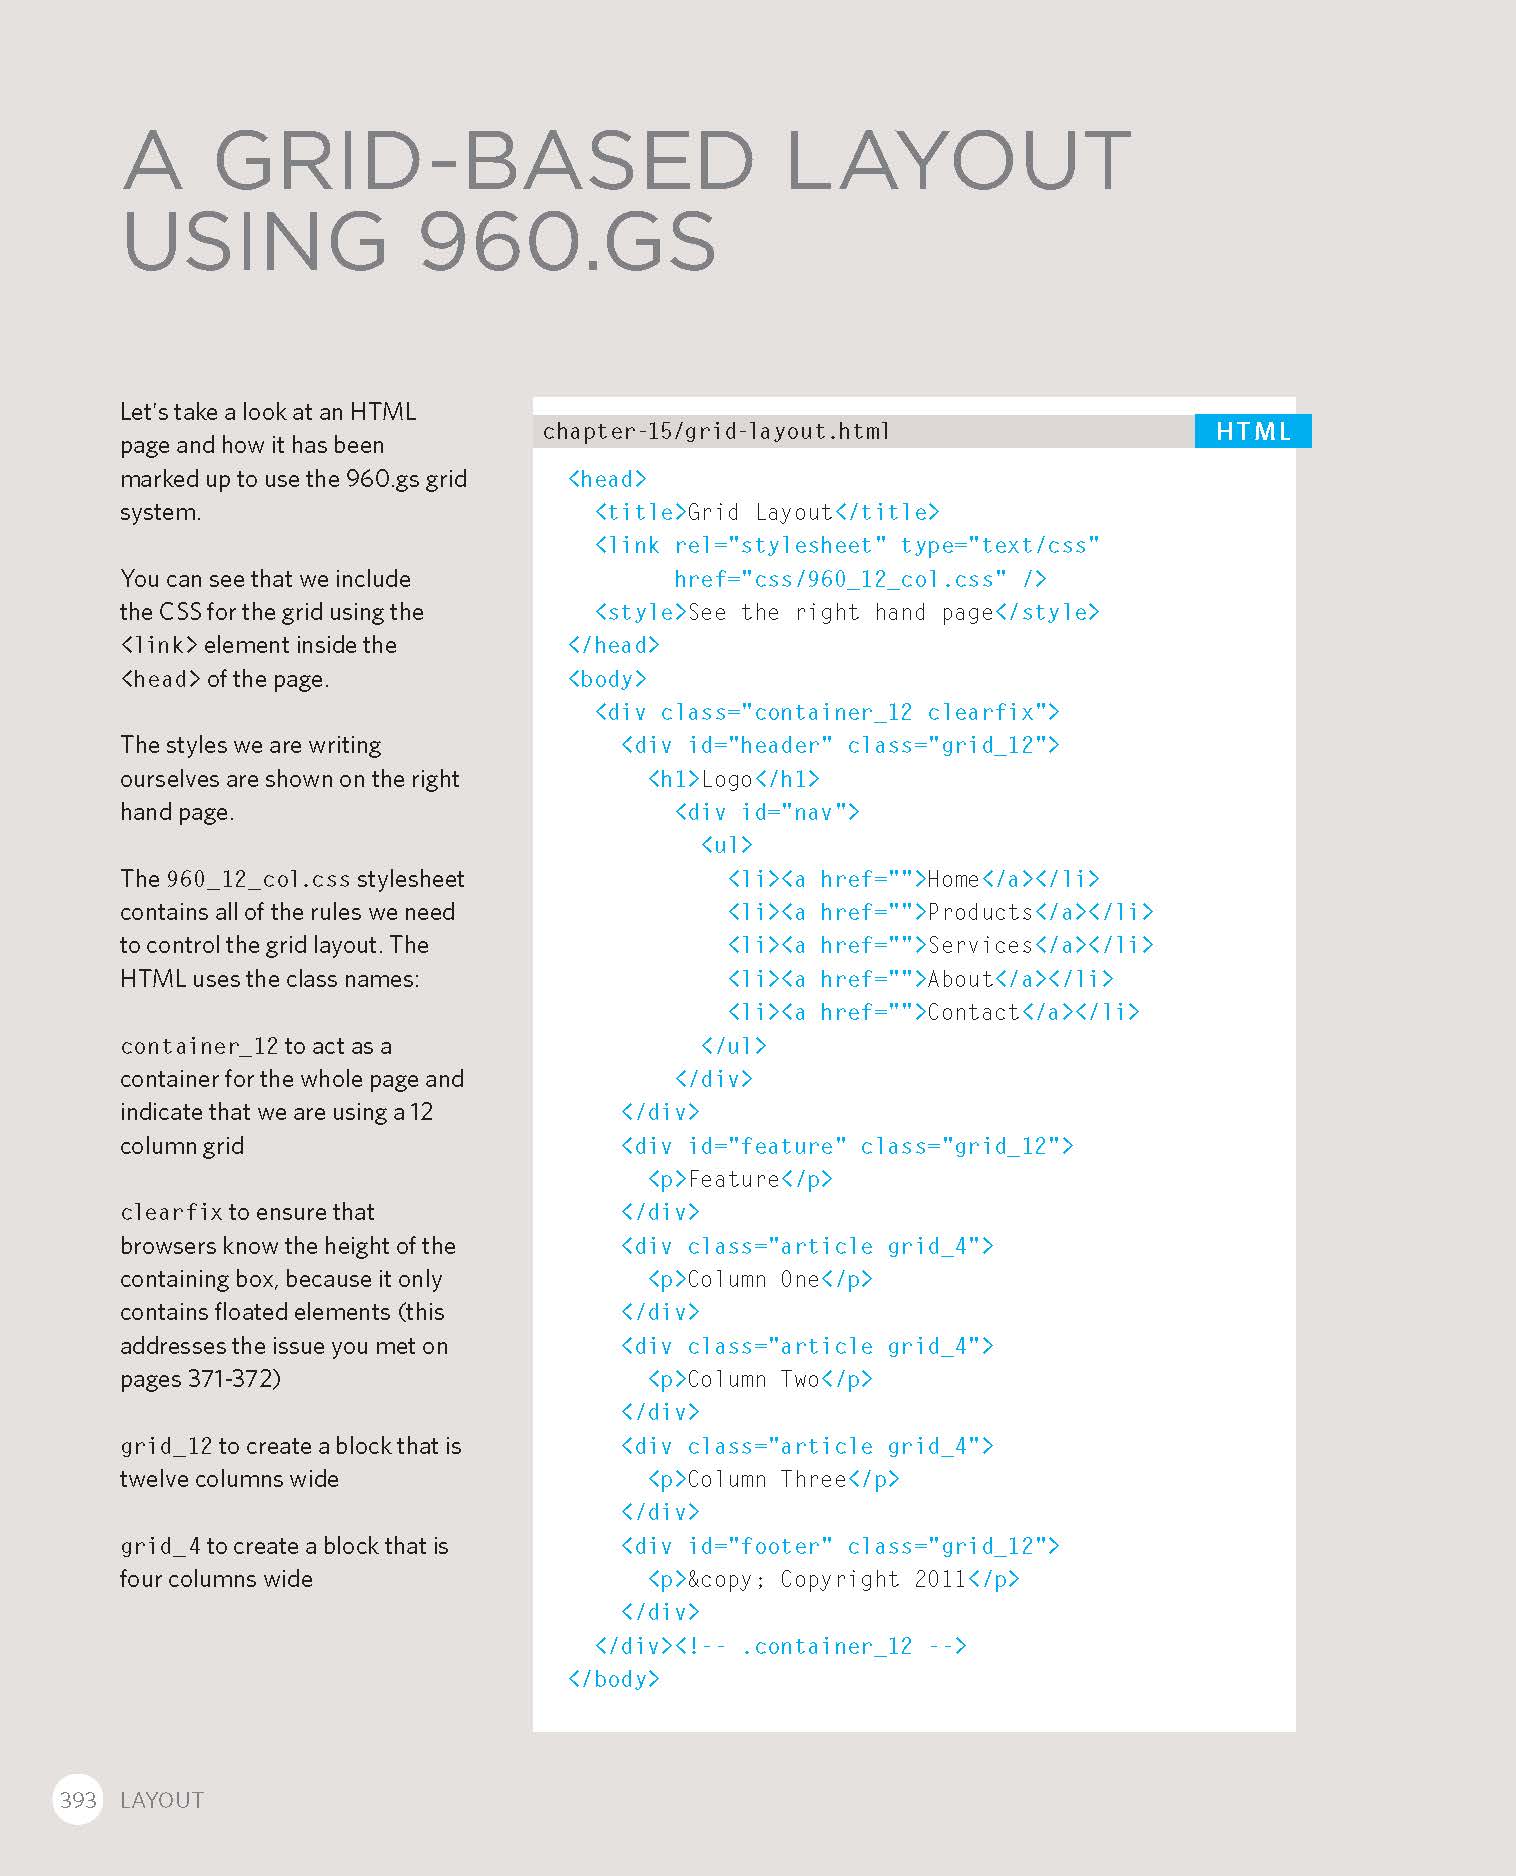 A GRID-BASED LAYOUT
USING 960.GS
Let's take a look at an HTML
page and how it has been
marked up to use the 960.gs grid
system.
You can see that we include
the CSS for the grid using the
<link> element inside the
<head> of the page.
The styles we are writing
ourselves are shown on the right
hand page.
The 960_12_col.css stylesheet
contains all of the rules we need
to control the grid layout. The
HTML uses the class names:
container_12 to act as a
container for the whole page and
indicate that we are using a 12
column grid
clearfix to ensure that
browsers know the height of the
containing box, because it only
contains floated elements (this
addresses the issue you met on
pages 371-372)
grid_12 to create a block that is
twelve columns wide
grid_4 to create a block that is
four columns wide
chapter-15/grid-layout.html HTML
<head>
  <title>Grid Layout</title>
  <link rel="stylesheet" type="text/css"
        href="css/960_12_col.css" />
  <style>See the right hand page</style>
</head>
<body>
  <div class="container_12 clearfix">
    <div id="header" class="grid_12">
      <h1>Logo</h1>
        <div id="nav">
          <ul>
            <li><a href="">Home</a></li>
            <li><a href="">Products</a></li>
            <li><a href="">Services</a></li>
            <li><a href="">About</a></li>
            <li><a href="">Contact</a></li>
          </ul>
        </div>
    </div>
    <div id="feature" class="grid_12">
      <p>Feature</p>
    </div>
    <div class="article grid_4">
      <p>Column One</p>
    </div>
    <div class="article grid_4">
      <p>Column Two</p>
    </div>
    <div class="article grid_4">
      <p>Column Three</p>
    </div>
    <div id="footer" class="grid_12">
      <p>&copy; Copyright 2011</p>
    </div>
  </div><!-- .container_12 -->
</body>
393 LAYOUT